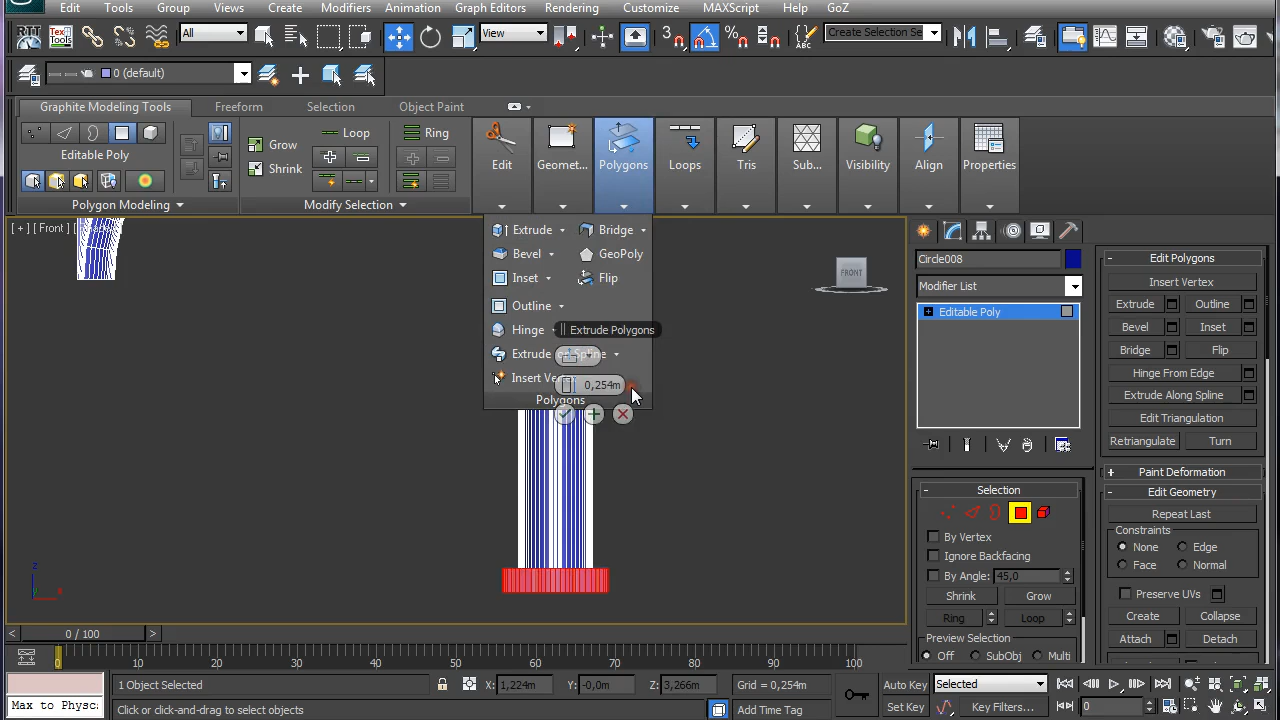 Edit Tools Group Views Create Modifiers Animation Graph Editors Rendering Customize MAXScript Help GoZ
RTT Tex Tools All View 3 % Create Selection Se
0 (default)
Graphite Modeling Tools Freeform Selection Object Paint
Grow Loop Ring
Editable Poly
Shrink
Edit Geomet... Polygons Loops Tris Sub... Visibility Align Properties
Polygon Modeling Modify Selection
[ + ] [ Front ]
Extrude Bridge
Bevel GeoPoly
Inset Flip
Outline
Hinge Extrude Polygons
Extrude Spline
Insert
0,254m
Polygons
FRONT
z
x
Circle008
Modifier List
Editable Poly
Selection
By Vertex
Ignore Backfacing
By Angle: 45,0
Shrink Grow
Ring Loop
Preview Selection
Off SubObj Multi
Edit Polygons
Insert Vertex
Extrude Outline
Bevel Inset
Bridge Flip
Hinge From Edge
Extrude Along Spline
Edit Triangulation
Retriangulate Turn
Paint Deformation
Edit Geometry
Repeat Last
Constraints
None Edge
Face Normal
Preserve UVs
Create Collapse
Attach Detach
< 0 / 100 >
0 10 20 30 40 50 60 70 80 90 100
1 Object Selected X: 1,224m Y: -0,0m Z: 3,266m Grid = 0,254m Auto Key Selected
Max to Physc: Click or click-and-drag to select objects Add Time Tag Set Key Key Filters... 0